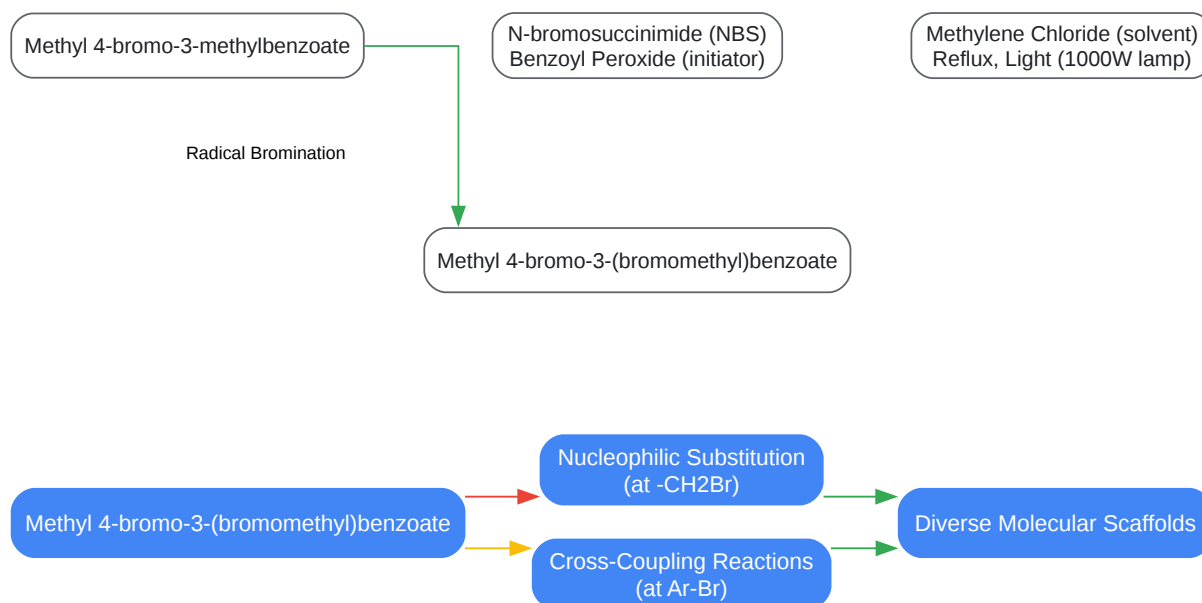 Methyl 4-bromo-3-methylbenzoate
N-bromosuccinimide (NBS)
Benzoyl Peroxide (initiator)
Methylene Chloride (solvent)
Reflux, Light (1000W lamp)
Radical Bromination
Methyl 4-bromo-3-(bromomethyl)benzoate
Methyl 4-bromo-3-(bromomethyl)benzoate
Nucleophilic Substitution
(at -CH2Br)
Cross-Coupling Reactions
(at Ar-Br)
Diverse Molecular Scaffolds